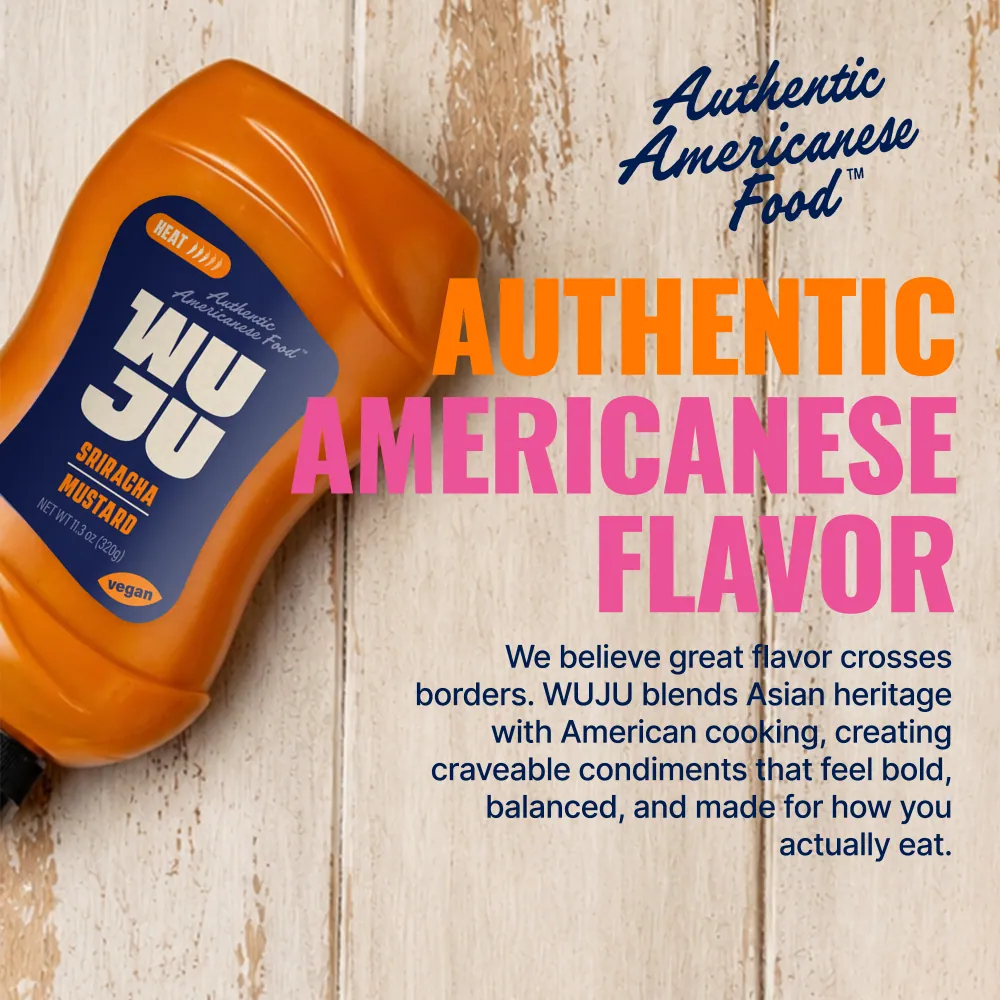 Authentic
Americanese
Food™
HEAT
Authentic
Americanese Food™
WU
JU
SRIRACHA
MUSTARD
NET WT 11.3 oz (320g)
vegan
AUTHENTIC
AMERICANESE
FLAVOR
We believe great flavor crosses
borders. WUJU blends Asian heritage
with American cooking, creating
craveable condiments that feel bold,
balanced, and made for how you
actually eat.